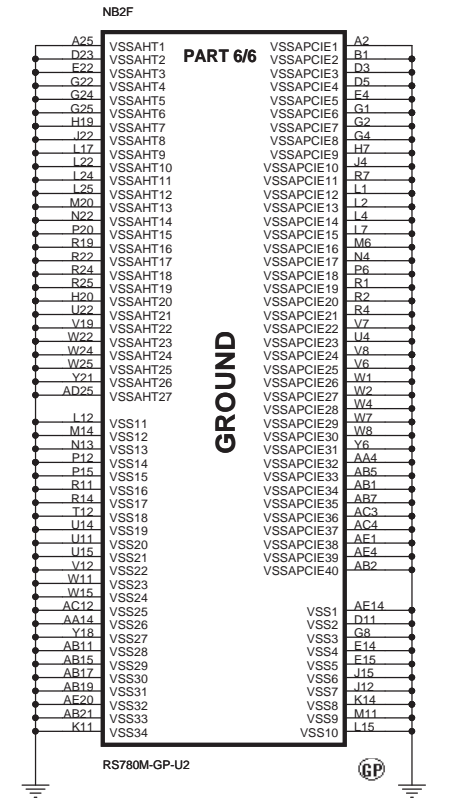 NB2F
PART 6/6
GROUND
A25 VSSAHT1 VSSAPCIE1 A2
D23 VSSAHT2 VSSAPCIE2 B1
E22 VSSAHT3 VSSAPCIE3 D3
G22 VSSAHT4 VSSAPCIE4 D5
G24 VSSAHT5 VSSAPCIE5 E4
G25 VSSAHT6 VSSAPCIE6 G1
H19 VSSAHT7 VSSAPCIE7 G2
J22 VSSAHT8 VSSAPCIE8 G4
L17 VSSAHT9 VSSAPCIE9 H7
L22 VSSAHT10 VSSAPCIE10 J4
L24 VSSAHT11 VSSAPCIE11 R7
L25 VSSAHT12 VSSAPCIE12 L1
M20 VSSAHT13 VSSAPCIE13 L2
N22 VSSAHT14 VSSAPCIE14 L4
P20 VSSAHT15 VSSAPCIE15 L7
R19 VSSAHT16 VSSAPCIE16 M6
R22 VSSAHT17 VSSAPCIE17 N4
R24 VSSAHT18 VSSAPCIE18 P6
R25 VSSAHT19 VSSAPCIE19 R1
H20 VSSAHT20 VSSAPCIE20 R2
U22 VSSAHT21 VSSAPCIE21 R4
V19 VSSAHT22 VSSAPCIE22 V7
W22 VSSAHT23 VSSAPCIE23 U4
W24 VSSAHT24 VSSAPCIE24 V8
W25 VSSAHT25 VSSAPCIE25 V6
Y21 VSSAHT26 VSSAPCIE26 W1
AD25 VSSAHT27 VSSAPCIE27 W2
VSSAPCIE28 W4
L12 VSS11 VSSAPCIE29 W7
M14 VSS12 VSSAPCIE30 W8
N13 VSS13 VSSAPCIE31 Y6
P12 VSS14 VSSAPCIE32 AA4
P15 VSS15 VSSAPCIE33 AB5
R11 VSS16 VSSAPCIE34 AB1
R14 VSS17 VSSAPCIE35 AB7
T12 VSS18 VSSAPCIE36 AC3
U14 VSS19 VSSAPCIE37 AC4
U11 VSS20 VSSAPCIE38 AE1
U15 VSS21 VSSAPCIE39 AE4
V12 VSS22 VSSAPCIE40 AB2
W11 VSS23
W15 VSS24
AC12 VSS25 VSS1 AE14
AA14 VSS26 VSS2 D11
Y18 VSS27 VSS3 G8
AB11 VSS28 VSS4 E14
AB15 VSS29 VSS5 E15
AB17 VSS30 VSS6 J15
AB19 VSS31 VSS7 J12
AE20 VSS32 VSS8 K14
AB21 VSS33 VSS9 M11
K11 VSS34 VSS10 L15
RS780M-GP-U2
GP